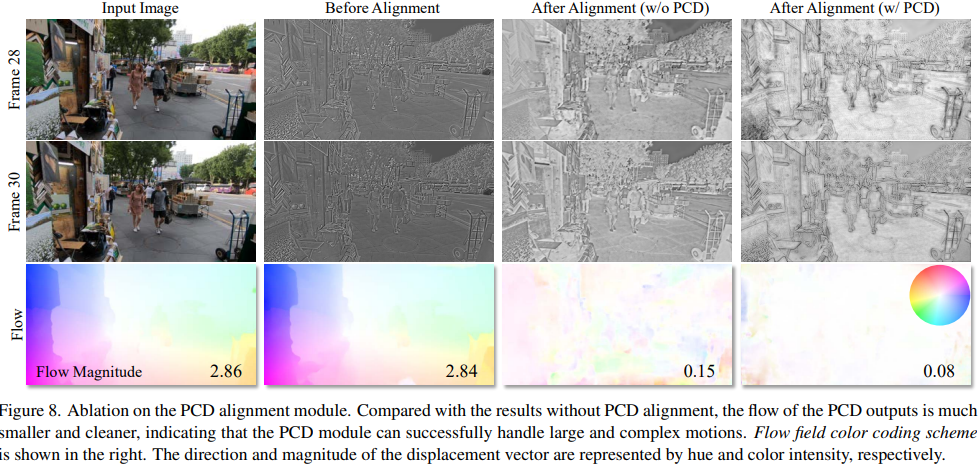 Input Image Before Alignment After Alignment (w/o PCD) After Alignment (w/ PCD)
Frame 28
Frame 30
Flow
Flow Magnitude 2.86 2.84 0.15 0.08
Figure 8. Ablation on the PCD alignment module. Compared with the results without PCD alignment, the flow of the PCD outputs is much
smaller and cleaner, indicating that the PCD module can successfully handle large and complex motions. Flow field color coding scheme
is shown in the right. The direction and magnitude of the displacement vector are represented by hue and color intensity, respectively.